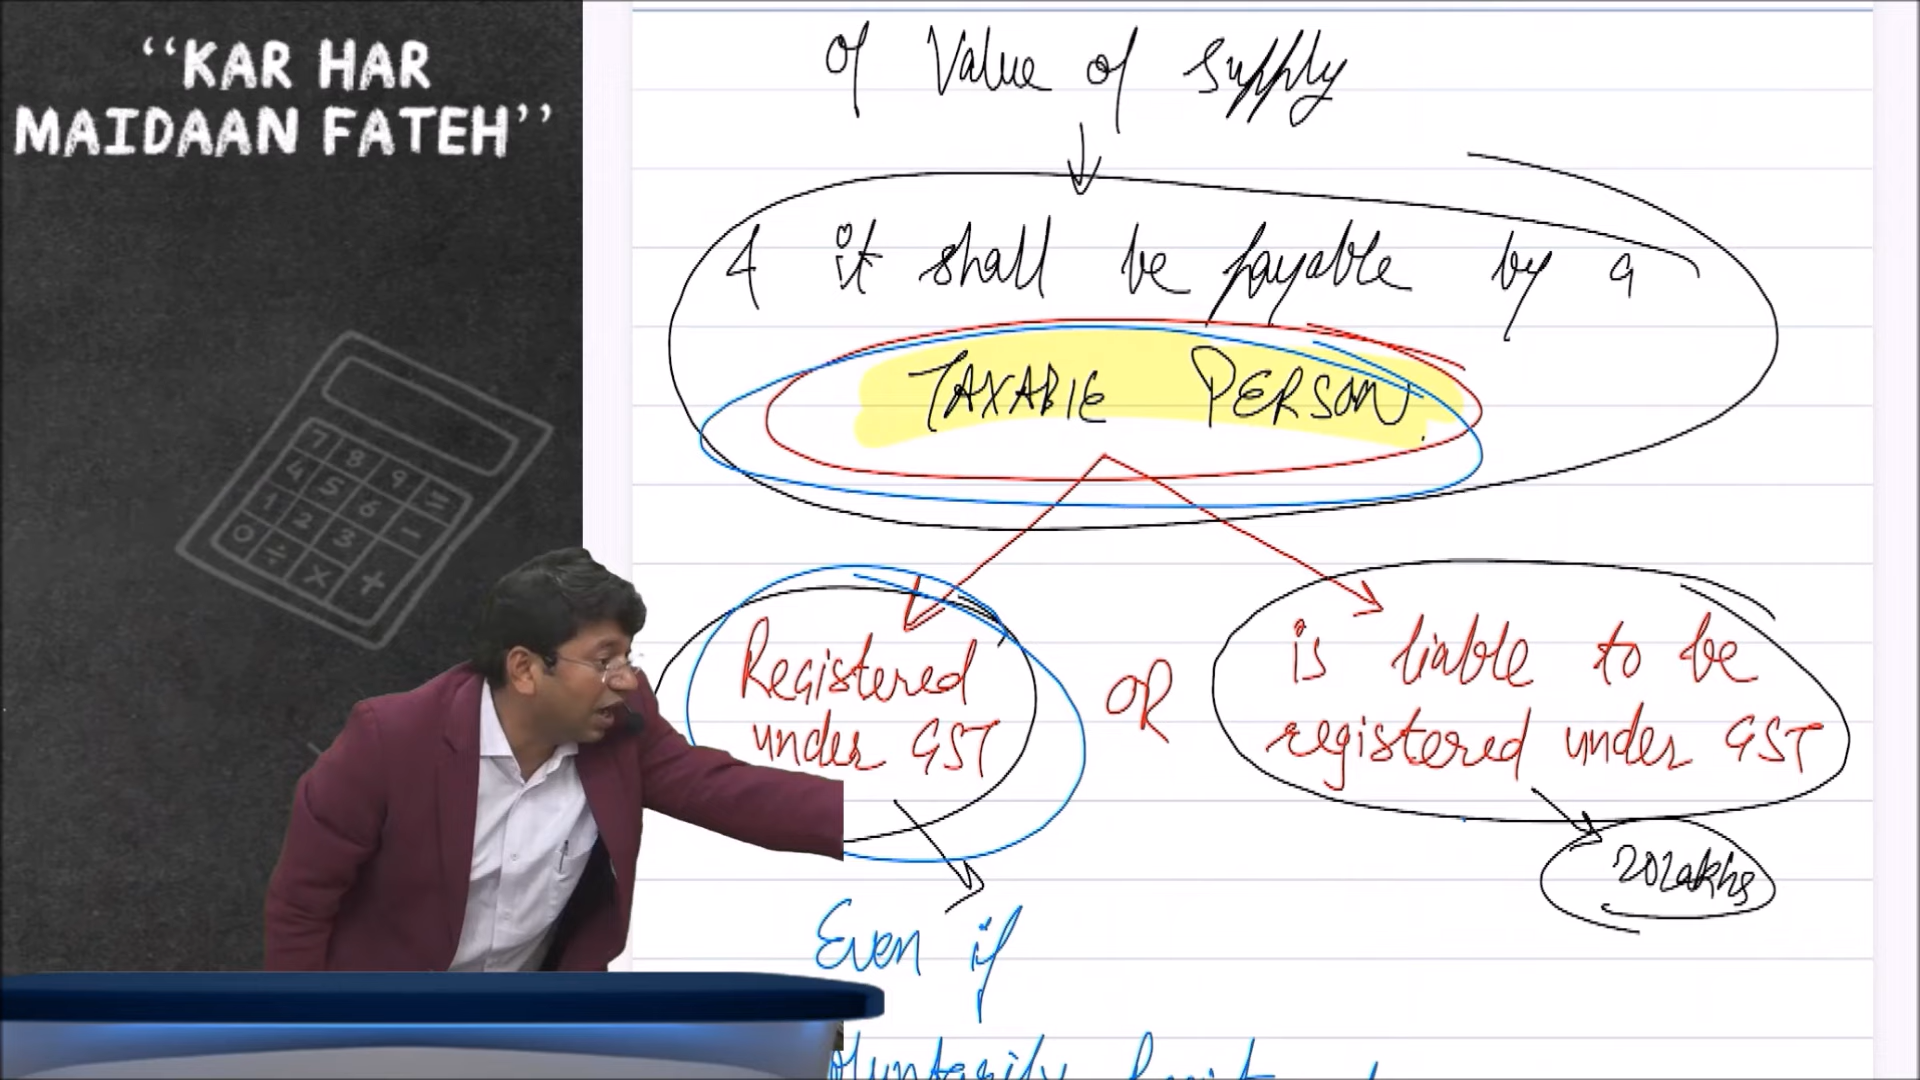 ‘‘KAR HAR
MAIDAAN FATEH’’
7 8 9 =
4 5 6 −
1 2 3
0 ÷ × +
of Value of Supply
& it shall be payable by a
TAXABLE PERSON.
Registered
under GST
OR
is liable to be
registered under GST
20 Lakhs
Even if